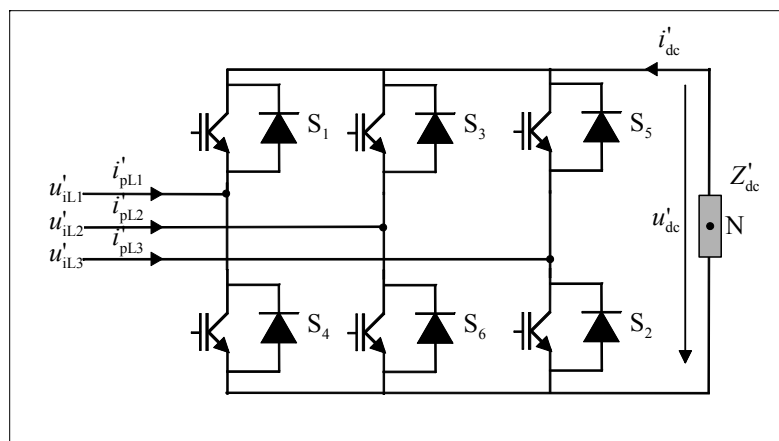 i'dc
S1
S3
S5
u'iL1
i'pL1
u'iL2
i'pL2
u'iL3
i'pL3
Z'dc
u'dc
N
S4
S6
S2